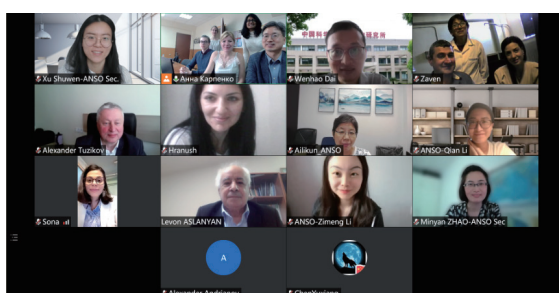 Xu Shuwen-ANSO Sec.
Анна Карпенко
Wenhao Dai
Zaven
Alexander Tuzikov
Hranush
Ailikun_ANSO
ANSO-Qian Li
Sona
Levon ASLANYAN
ANSO-Zimeng Li
Minyan ZHAO-ANSO Sec
A